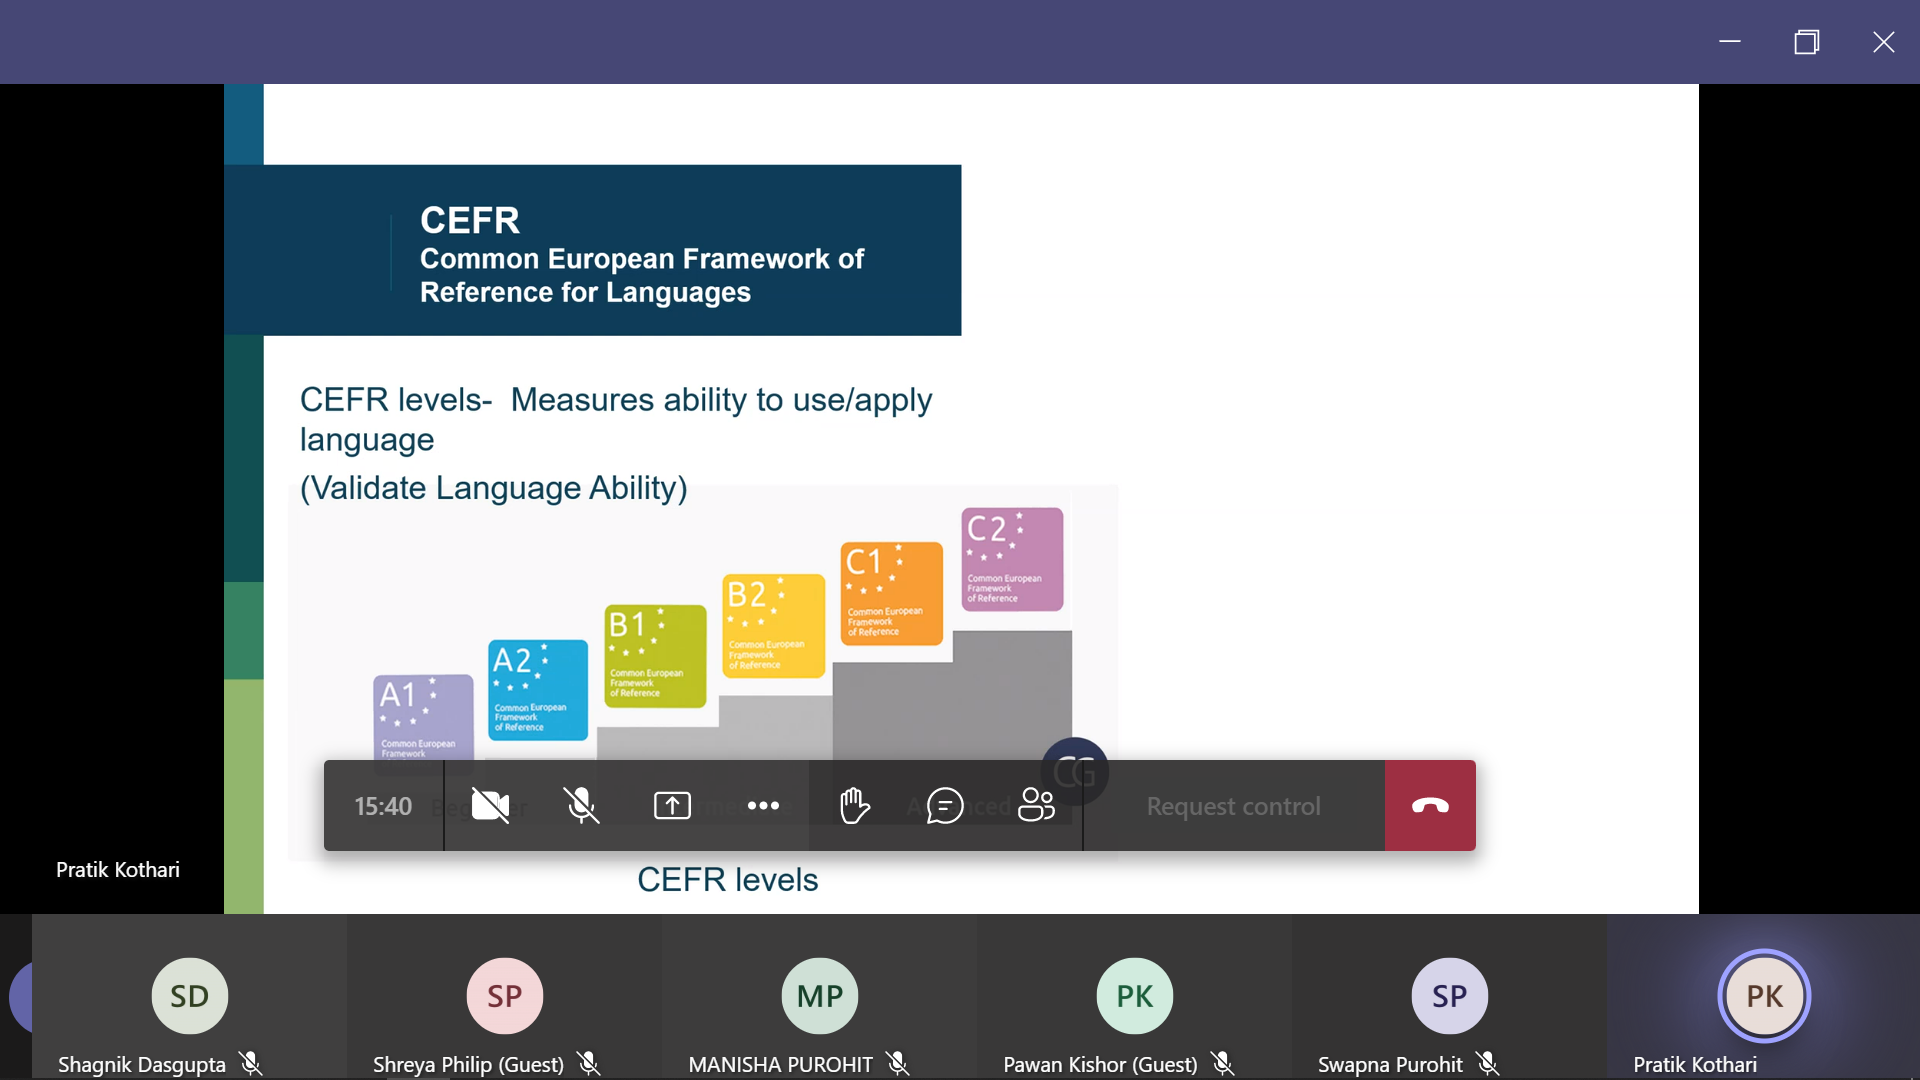 CEFR
Common European Framework of
Reference for Languages
CEFR levels- Measures ability to use/apply
language
(Validate Language Ability)
C2
Common European
Framework
of Reference
C1
Common European
Framework
of Reference
B2
Common European
Framework
of Reference
B1
Common European
Framework
of Reference
A2
Common European
Framework
of Reference
A1
Common European
Framework
CG
15:40
Request control
Pratik Kothari
CEFR levels
SD
SP
MP
PK
SP
PK
Shagnik Dasgupta
Shreya Philip (Guest)
MANISHA PUROHIT
Pawan Kishor (Guest)
Swapna Purohit
Pratik Kothari